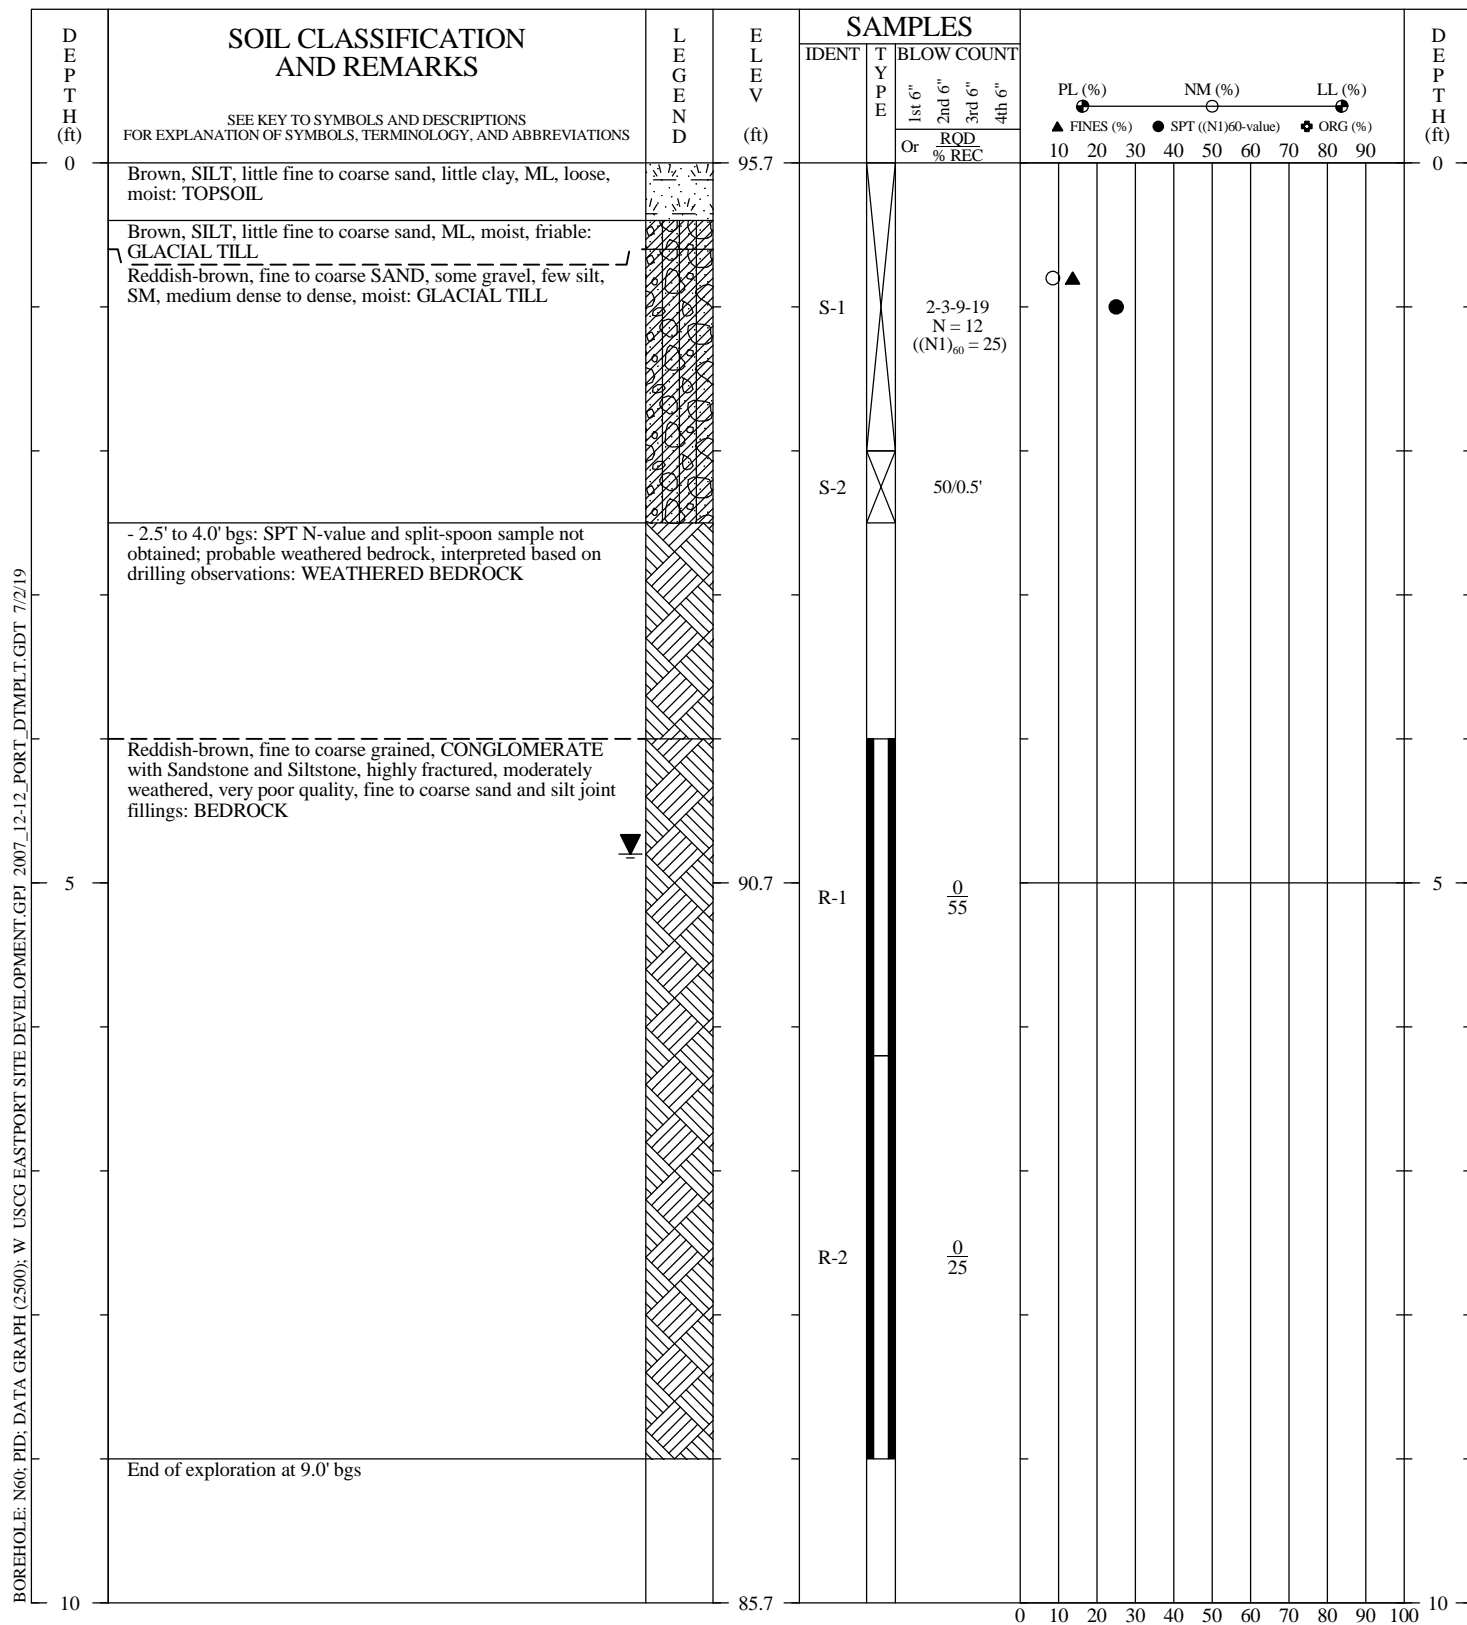 DEPTH
(ft)
SOIL CLASSIFICATION
AND REMARKS
SEE KEY TO SYMBOLS AND DESCRIPTIONS
FOR EXPLANATION OF SYMBOLS, TERMINOLOGY, AND ABBREVIATIONS
LEGEND
ELEV
(ft)
SAMPLES
IDENT
TYPE
BLOW COUNT
1st 6"
2nd 6"
3rd 6"
4th 6"
Or RQD
% REC
PL (%) NM (%) LL (%)
▲ FINES (%) ● SPT ((N1)60-value) ✚ ORG (%)
10 20 30 40 50 60 70 80 90
DEPTH
(ft)
0
95.7
0
Brown, SILT, little fine to coarse sand, little clay, ML, loose,
moist: TOPSOIL
Brown, SILT, little fine to coarse sand, ML, moist, friable:
GLACIAL TILL
Reddish-brown, fine to coarse SAND, some gravel, few silt,
SM, medium dense to dense, moist: GLACIAL TILL
S-1
2-3-9-19
N = 12
((N1)60 = 25)
S-2
50/0.5'
- 2.5' to 4.0' bgs: SPT N-value and split-spoon sample not
obtained; probable weathered bedrock, interpreted based on
drilling observations: WEATHERED BEDROCK
Reddish-brown, fine to coarse grained, CONGLOMERATE
with Sandstone and Siltstone, highly fractured, moderately
weathered, very poor quality, fine to coarse sand and silt joint
fillings: BEDROCK
5
90.7
5
R-1
0
55
R-2
0
25
End of exploration at 9.0' bgs
10
85.7
10
0 10 20 30 40 50 60 70 80 90 100
BOREHOLE: N60; PID; DATA GRAPH (2500); W USCG EASTPORT SITE DEVELOPMENT.GPJ 2007_12-12_PORT_DTMPLT.GDT 7/2/19